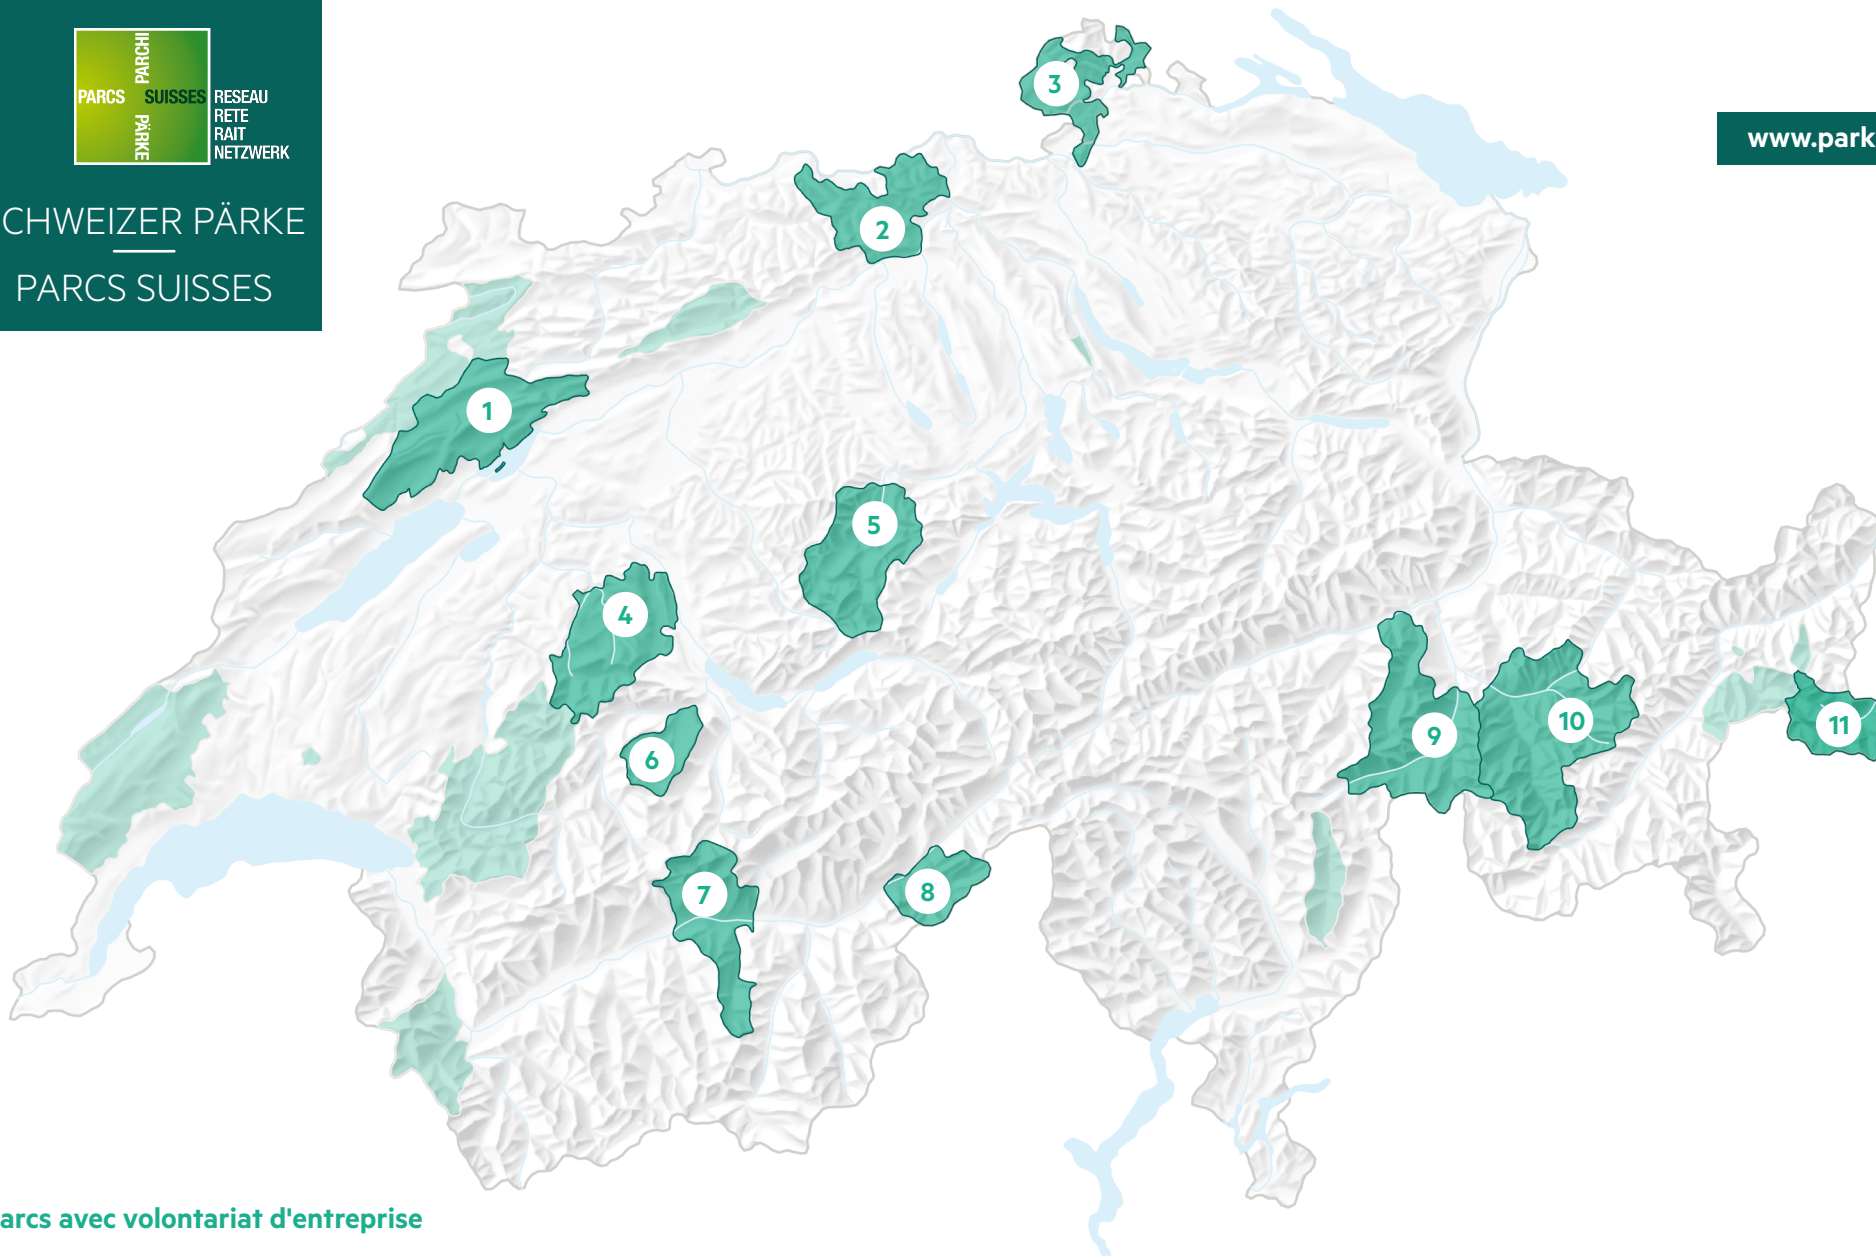 PARCHI
PARCS SUISSES
PÄRKE
RESEAU
RETE
RAIT
NETZWERK
CHWEIZER PÄRKE
PARCS SUISSES
www.park
3
2
1
5
4
6
7
8
9
10
11
arcs avec volontariat d'entreprise